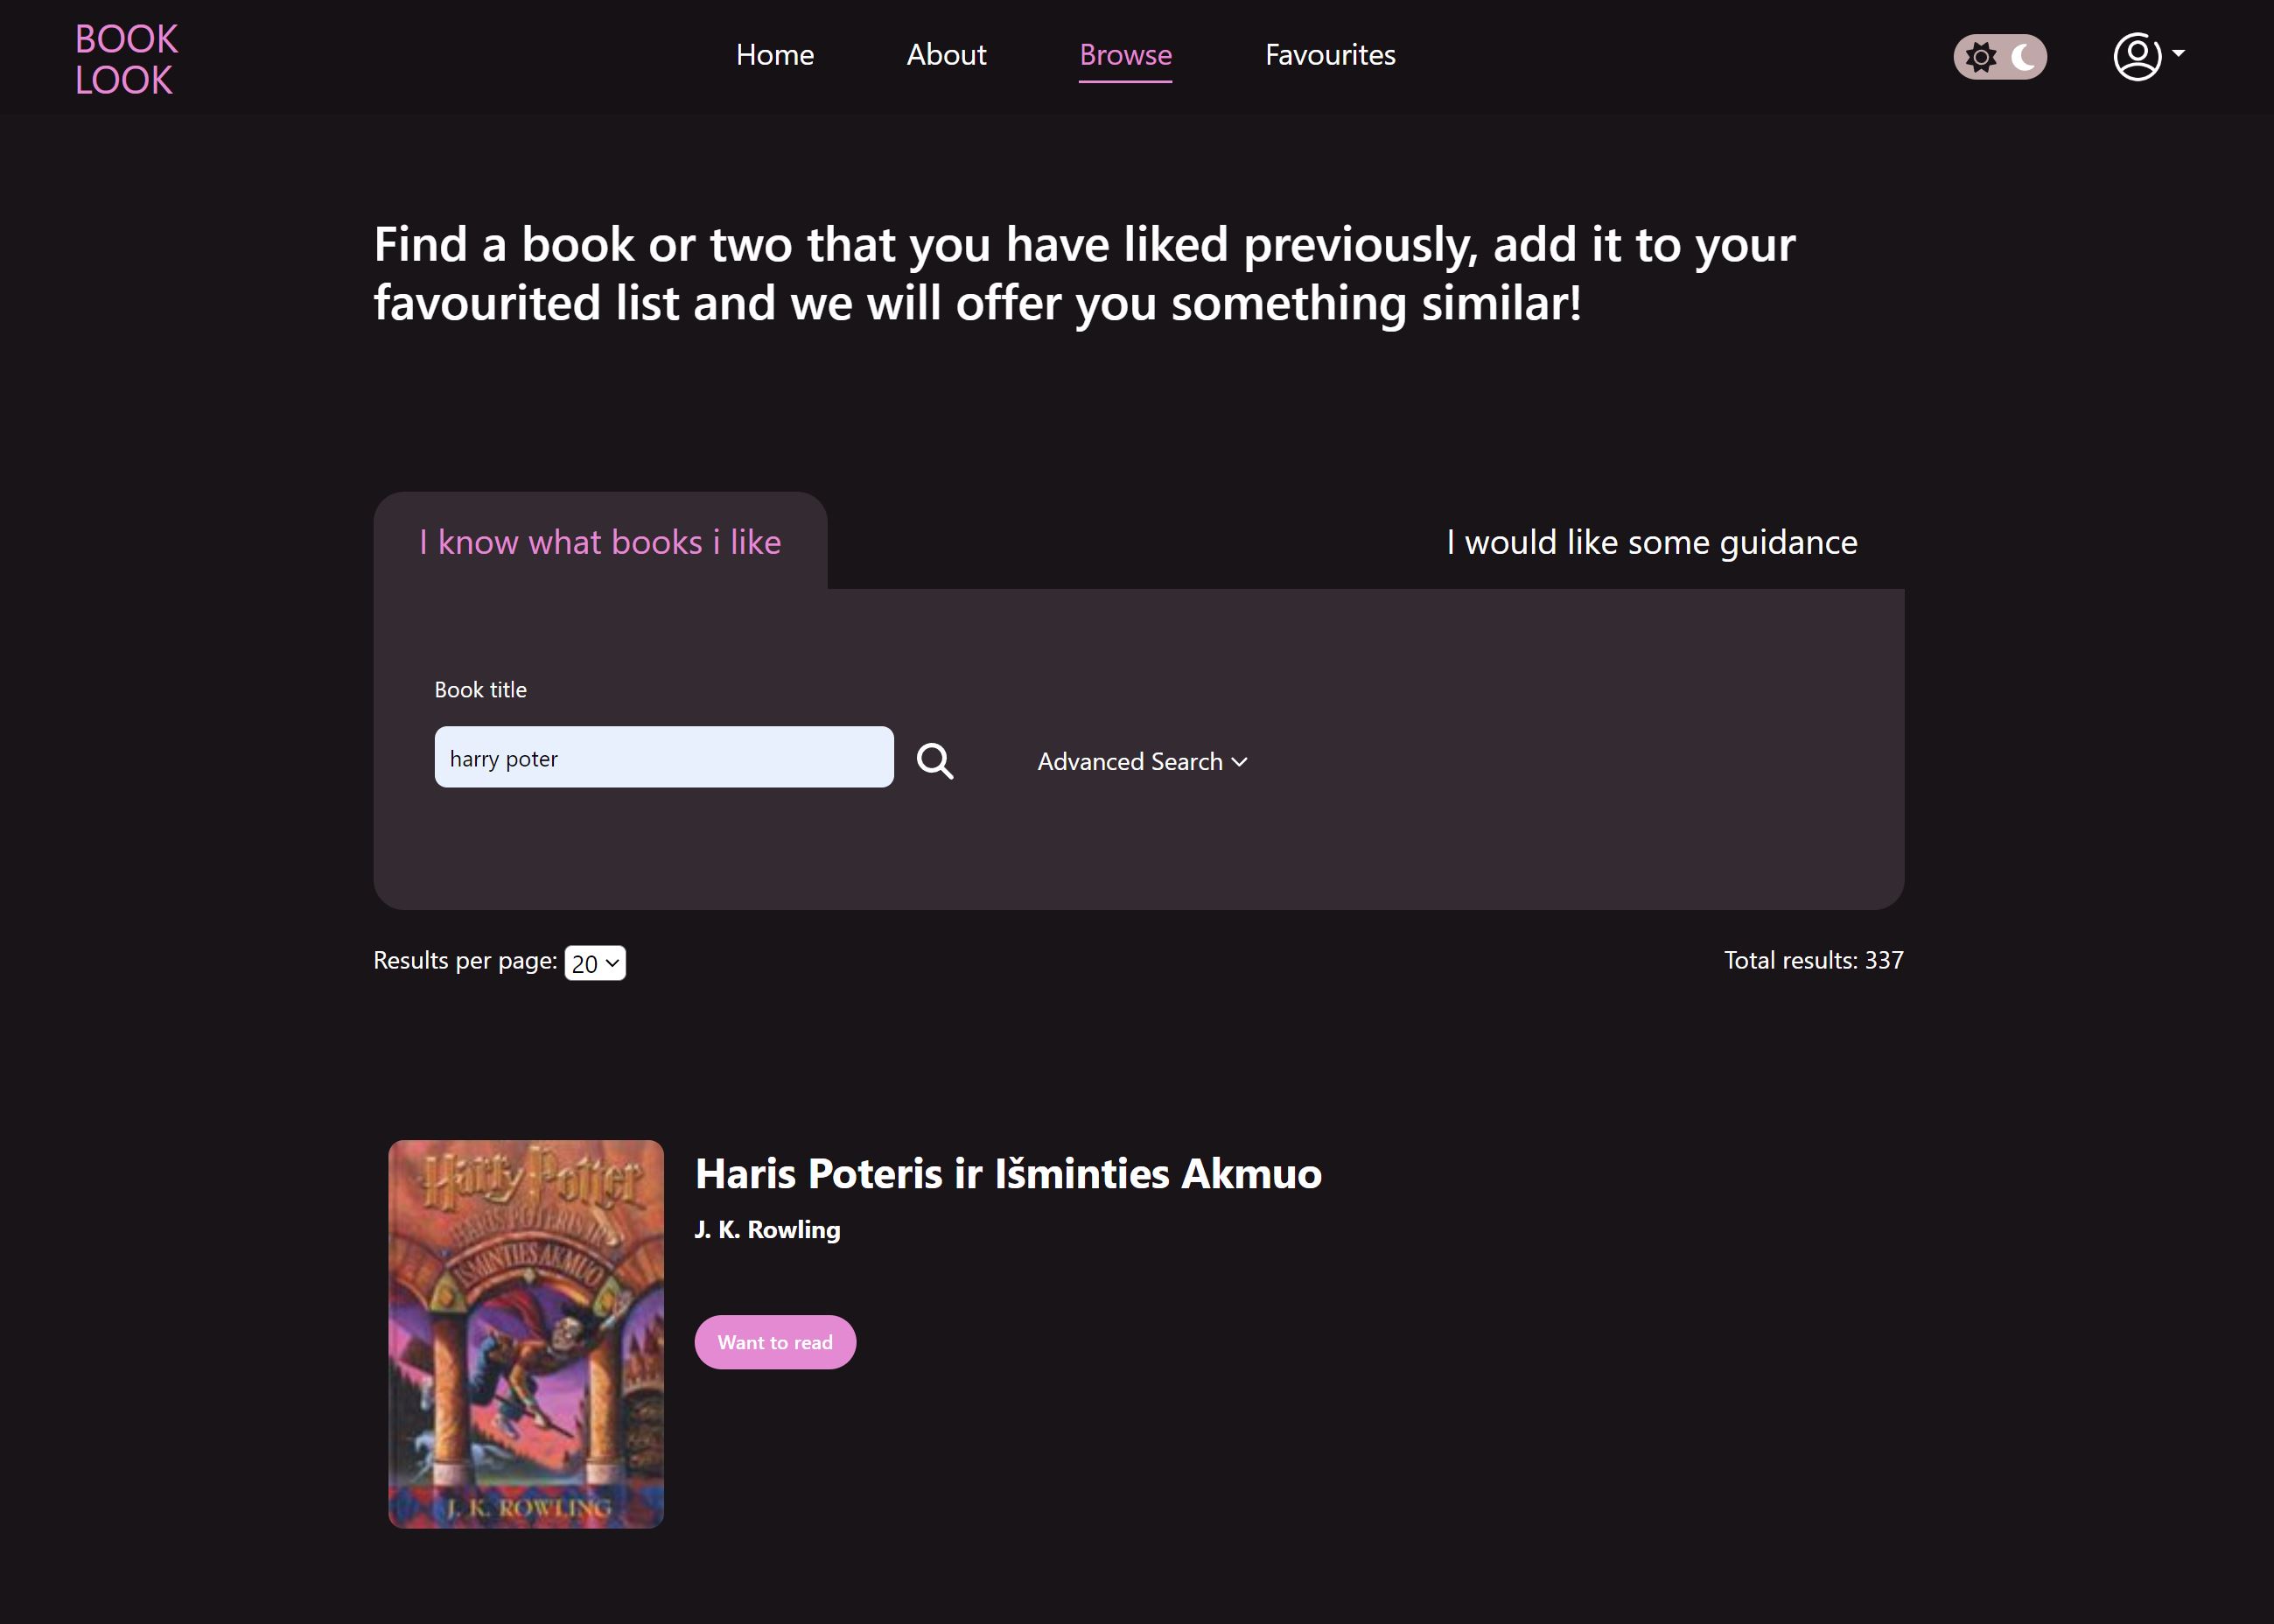 BOOK
LOOK
Home
About
Browse
Favourites
Find a book or two that you have liked previously, add it to your
favourited list and we will offer you something similar!
I know what books i like
I would like some guidance
Book title
harry poter
Advanced Search
Results per page: 20
Total results: 337
Harry Potter
HARIS POTERIS IR
IŠMINTIES AKMUO
J. K. ROWLING
Haris Poteris ir Išminties Akmuo
J. K. Rowling
Want to read